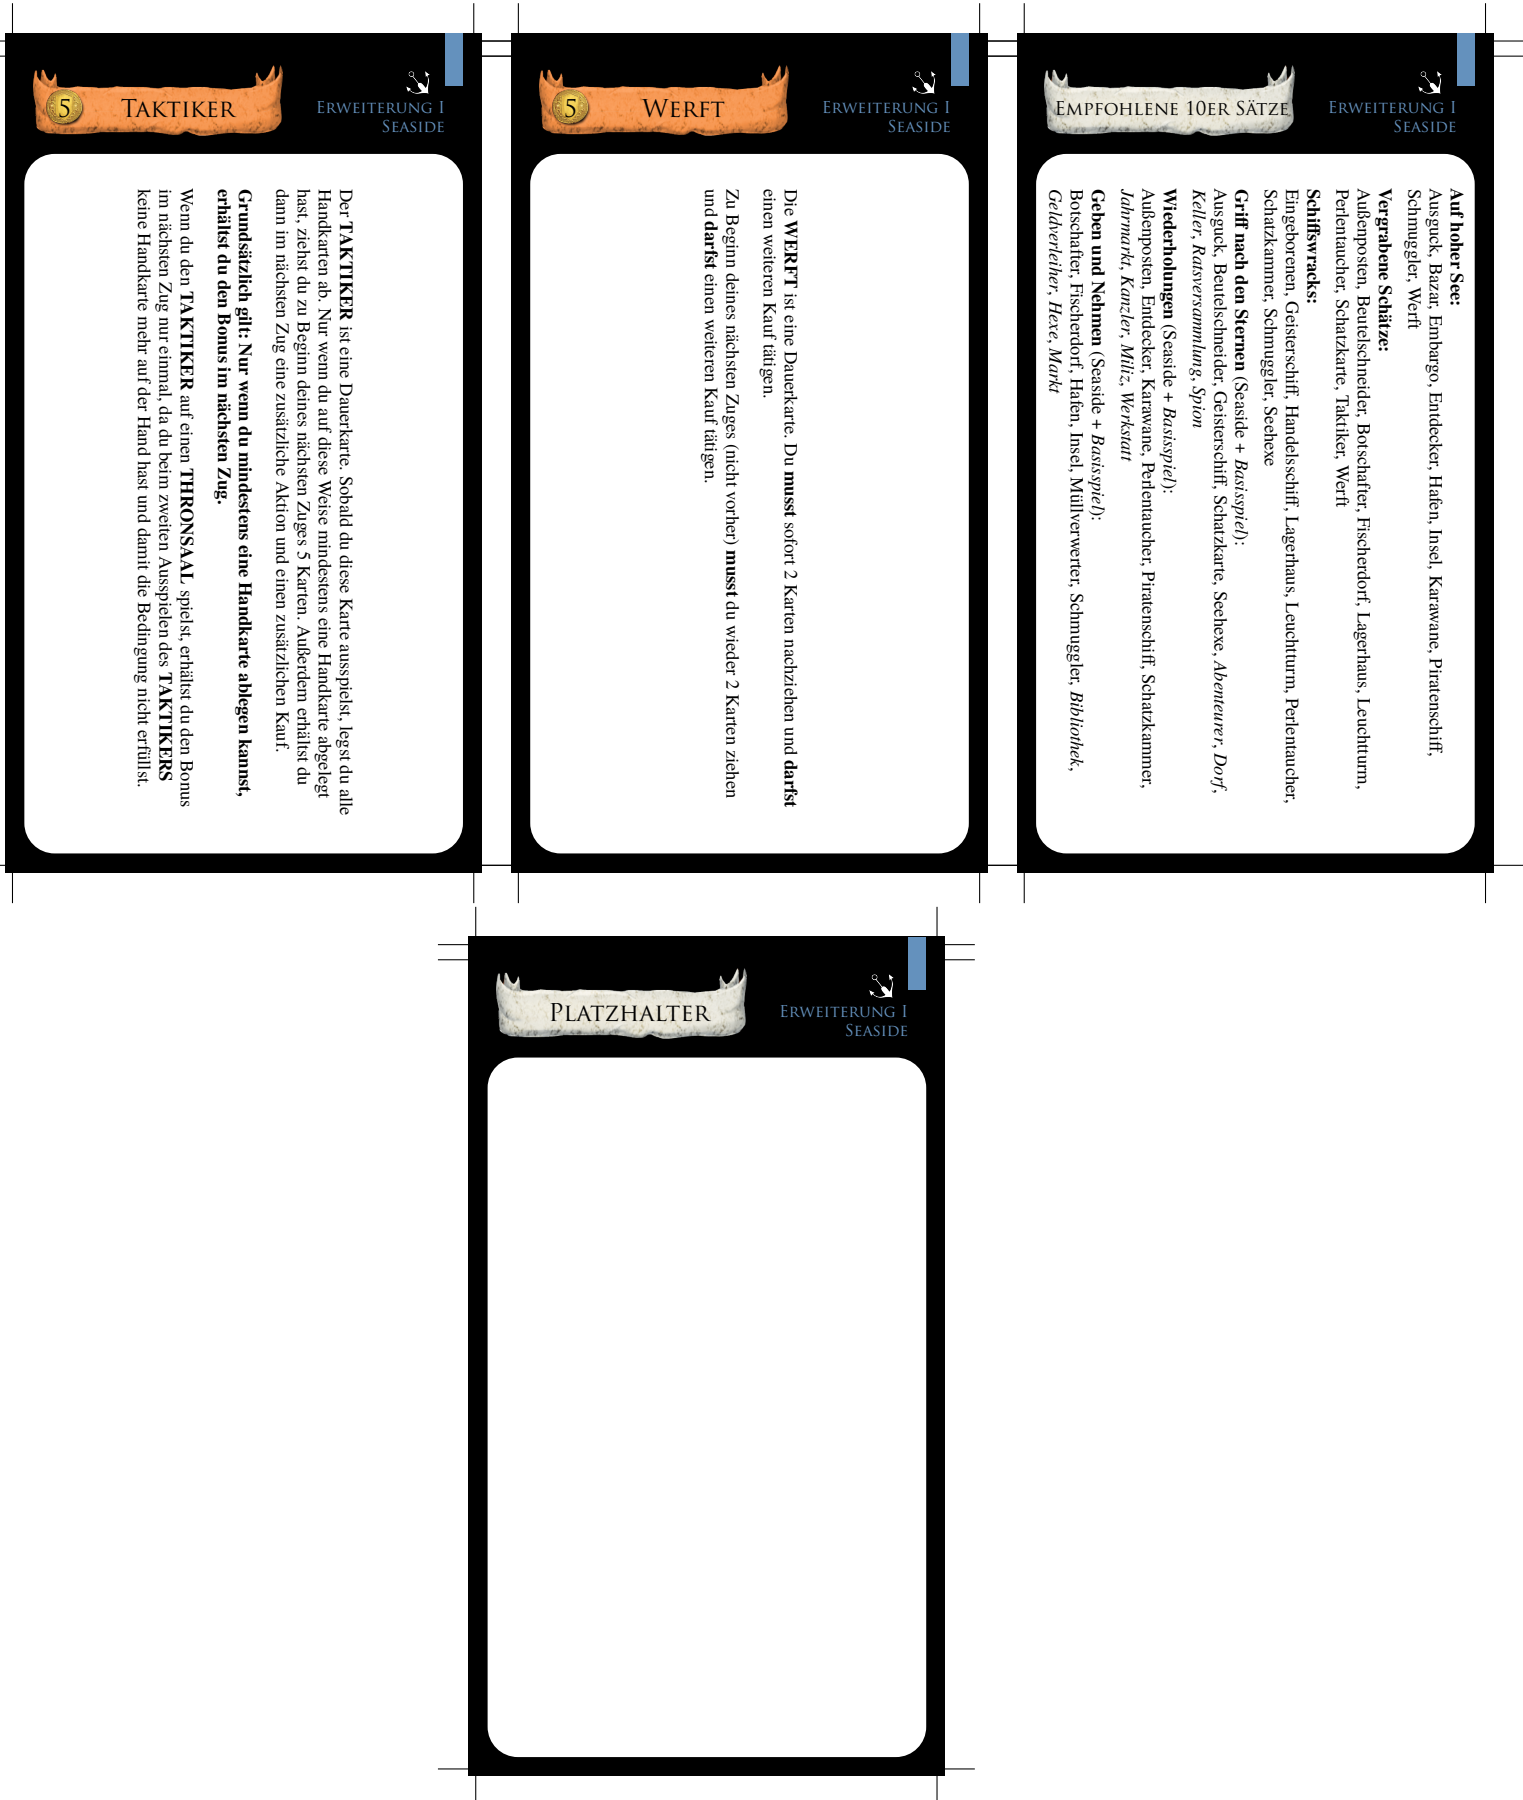 5 TAKTIKER
ERWEITERUNG I
SEASIDE
Der TAKTIKER ist eine Dauerkarte. Sobald du diese Karte ausspielst, legst du alle
Handkarten ab. Nur wenn du auf diese Weise mindestens eine Handkarte abgelegt
hast, ziehst du zu Beginn deines nächsten Zuges 5 Karten. Außerdem erhältst du
dann im nächsten Zug eine zusätzliche Aktion und einen zusätzlichen Kauf.
Grundsätzlich gilt: Nur wenn du mindestens eine Handkarte ablegen kannst,
erhältst du den Bonus im nächsten Zug.
Wenn du den TAKTIKER auf einen THRONSAAL spielst, erhältst du den Bonus
im nächsten Zug nur einmal, da du beim zweiten Ausspielen des TAKTIKERS
keine Handkarte mehr auf der Hand hast und damit die Bedingung nicht erfüllst.
5 WERFT
ERWEITERUNG I
SEASIDE
Die WERFT ist eine Dauerkarte. Du musst sofort 2 Karten nachziehen und darfst
einen weiteren Kauf tätigen.
Zu Beginn deines nächsten Zuges (nicht vorher) musst du wieder 2 Karten ziehen
und darfst einen weiteren Kauf tätigen.
EMPFOHLENE 10ER SÄTZE
ERWEITERUNG I
SEASIDE
Auf hoher See:
Ausguck, Bazar, Embargo, Entdecker, Hafen, Insel, Karawane, Piratenschiff,
Schmuggler, Werft
Vergrabene Schätze:
Außenposten, Beutelschneider, Botschafter, Fischerdorf, Lagerhaus, Leuchtturm,
Perlentaucher, Schatzkarte, Taktiker, Werft
Schiffswracks:
Eingeborenen, Geisterschiff, Handelsschiff, Lagerhaus, Leuchtturm, Perlentaucher,
Schatzkammer, Schmuggler, Seehexe
Griff nach den Sternen (Seaside + Basisspiel):
Ausguck, Beutelschneider, Geisterschiff, Schatzkarte, Seehexe, Abenteurer, Dorf,
Keller, Ratsversammlung, Spion
Wiederholungen (Seaside + Basisspiel):
Außenposten, Entdecker, Karawane, Perlentaucher, Piratenschiff, Schatzkammer,
Jahrmarkt, Kanzler, Miliz, Werkstatt
Geben und Nehmen (Seaside + Basisspiel):
Botschafter, Fischerdorf, Hafen, Insel, Müllverwerter, Schmuggler, Bibliothek,
Geldverleiher, Hexe, Markt
PLATZHALTER
ERWEITERUNG I
SEASIDE